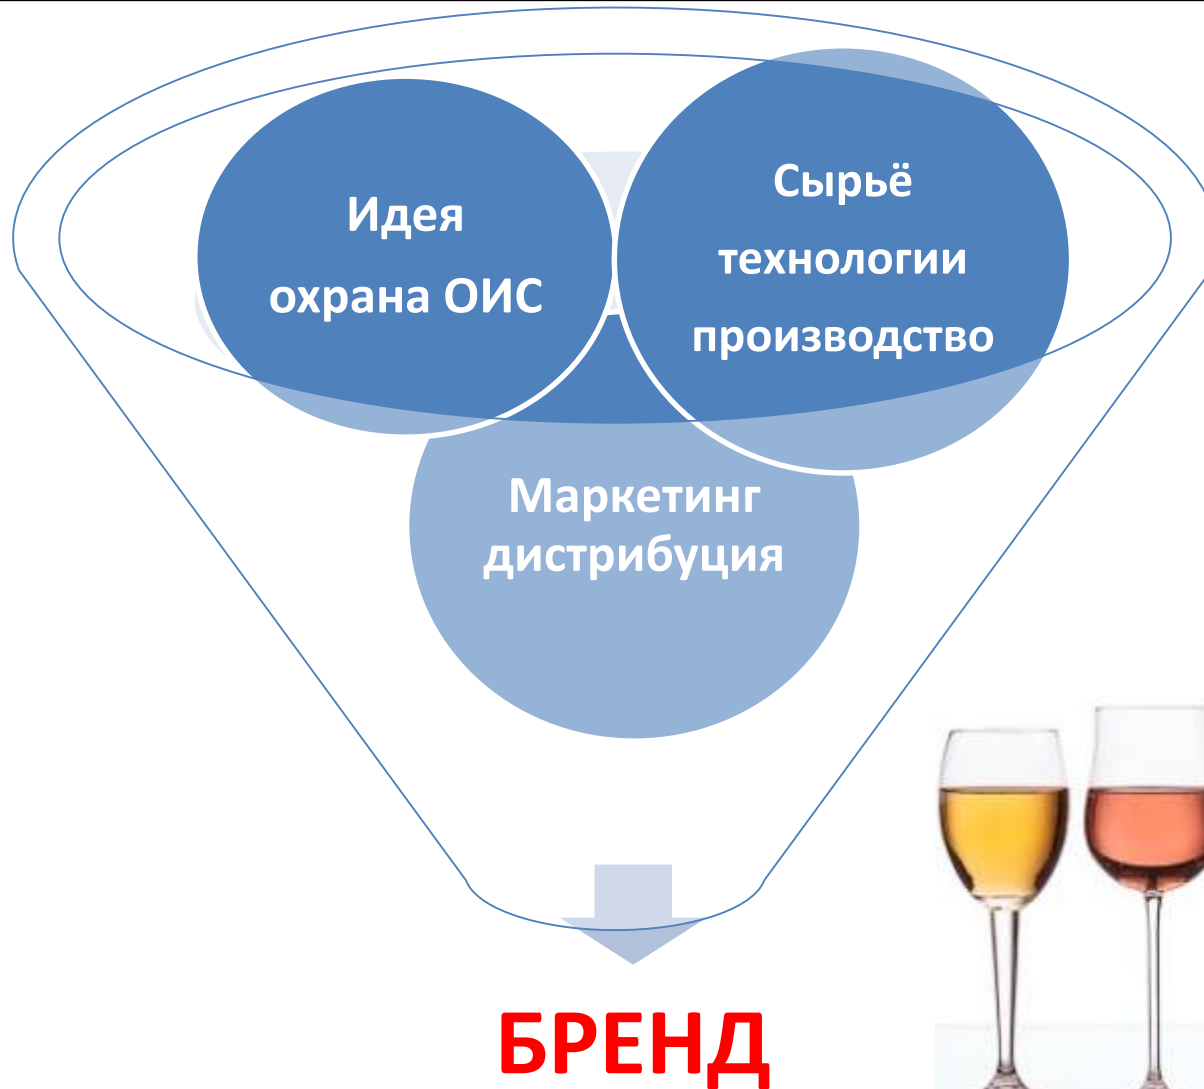 Идея
охрана ОИС
Сырьё
технологии
производство
Маркетинг
дистрибуция
БРЕНД